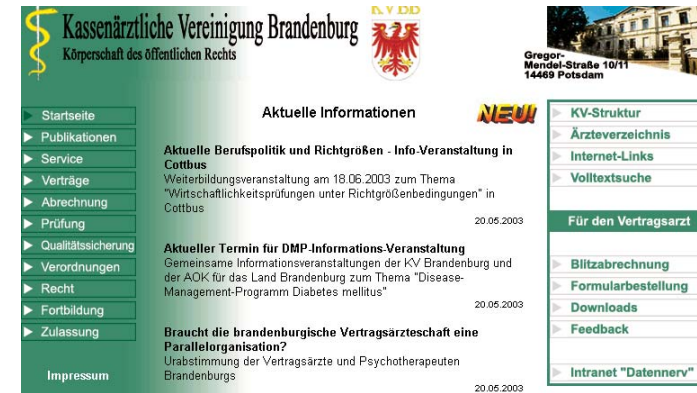 Kassenärztliche Vereinigung Brandenburg
Körperschaft des öffentlichen Rechts
KVBB
Gregor-
Mendel-Straße 10/11
14469 Potsdam
Startseite
Publikationen
Service
Verträge
Abrechnung
Prüfung
Qualitätssicherung
Verordnungen
Recht
Fortbildung
Zulassung
Impressum
Aktuelle Informationen
NEU!
Aktuelle Berufspolitik und Richtgrößen - Info-Veranstaltung in
Cottbus
Weiterbildungsveranstaltung am 18.06.2003 zum Thema
"Wirtschaftlichkeitsprüfungen unter Richtgrößenbedingungen" in
Cottbus
20.05.2003
Aktueller Termin für DMP-Informations-Veranstaltung
Gemeinsame Informationsveranstaltungen der KV Brandenburg und
der AOK für das Land Brandenburg zum Thema "Disease-
Management-Programm Diabetes mellitus"
20.05.2003
Braucht die brandenburgische Vertragsärzteschaft eine
Parallelorganisation?
Urabstimmung der Vertragsärzte und Psychotherapeuten
Brandenburgs
20.05.2003
KV-Struktur
Ärzteverzeichnis
Internet-Links
Volltextsuche
Für den Vertragsarzt
Blitzabrechnung
Formularbestellung
Downloads
Feedback
Intranet "Datennerv"